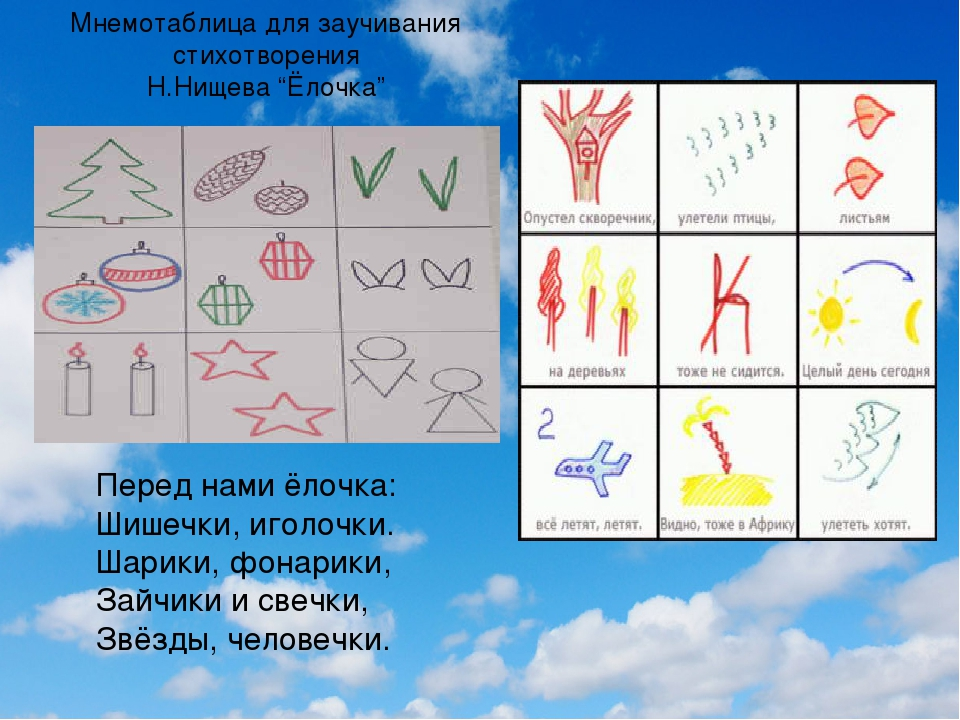 Мнемотаблица для заучивания
стихотворения
Н.Нищева “Ёлочка”
Опустел скворечник,
улетели птицы,
листьям
на деревьях
тоже не сидится.
Целый день сегодня
2
всё летят, летят.
Видно, тоже в Африку
улететь хотят.
Перед нами ёлочка:
Шишечки, иголочки.
Шарики, фонарики,
Зайчики и свечки,
Звёзды, человечки.